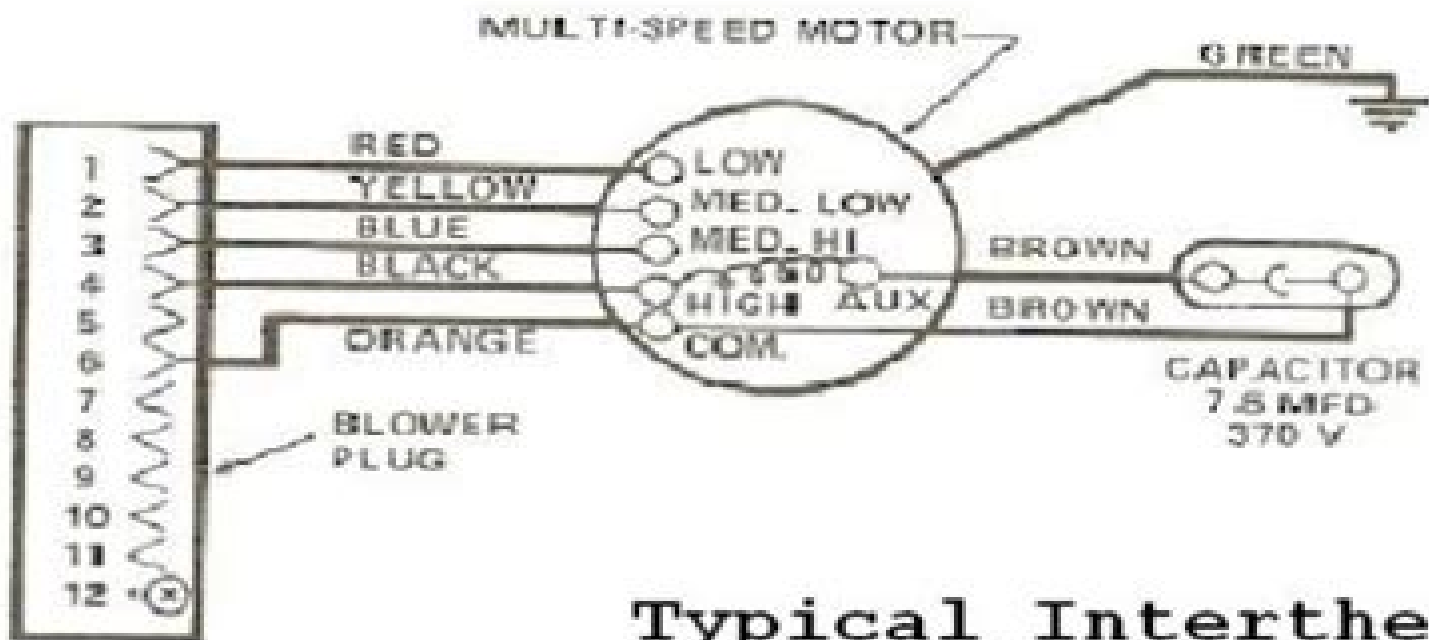 MULTI-SPEED MOTOR
GREEN
RED
1
LOW
YELLOW
2
MED. LOW
BLUE
3
MED. HI
BROWN
BLACK
4
HIGH
AUX
BROWN
5
ORANGE
COM.
6
CAPACITOR
7.5 MFD
370 V
7
BLOWER
PLUG
8
9
10
11
12
Typical Interthe